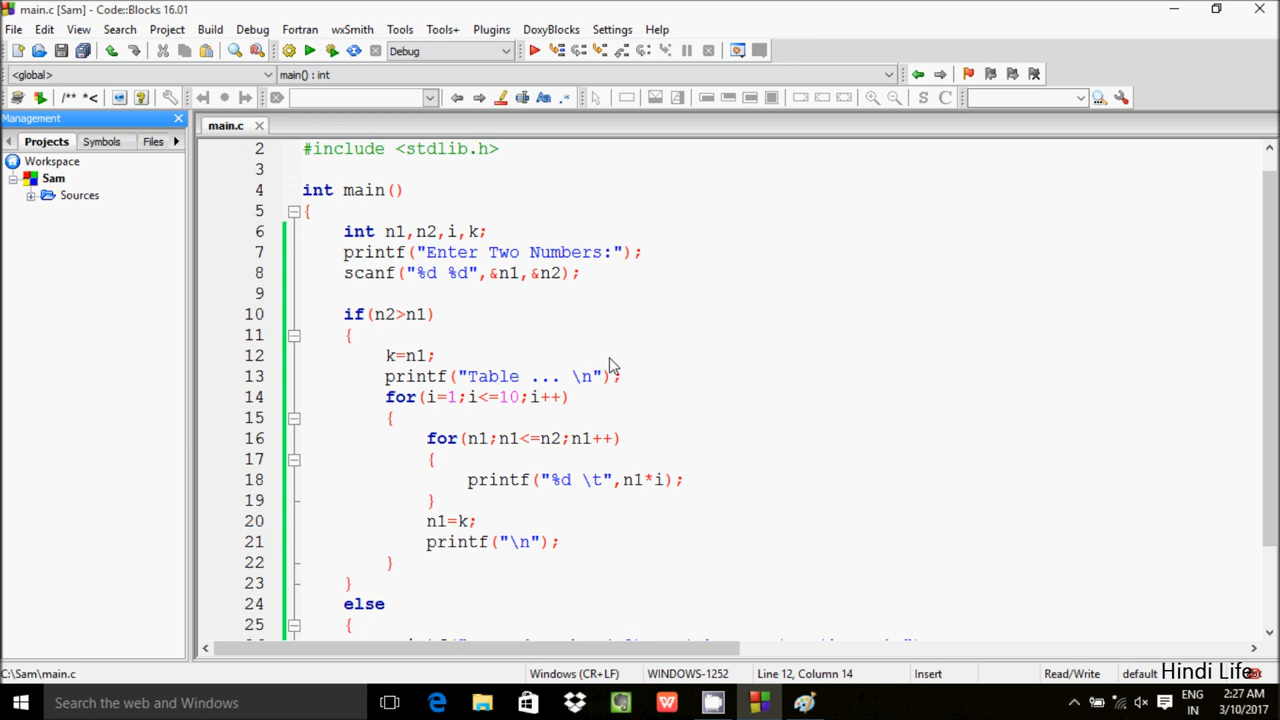 main.c [Sam] - Code::Blocks 16.01
File Edit View Search Project Build Debug Fortran wxSmith Tools Tools+ Plugins DoxyBlocks Settings Help
Debug
<global> main() : int
/** *<
S C
Management
main.c
Projects Symbols Files
Workspace
Sam
Sources
2 #include <stdlib.h>
3
4 int main()
5 {
6 int n1,n2,i,k;
7 printf("Enter Two Numbers:");
8 scanf("%d %d",&n1,&n2);
9
10 if(n2>n1)
11 {
12 k=n1;
13 printf("Table ... \n");
14 for(i=1;i<=10;i++)
15 {
16 for(n1;n1<=n2;n1++)
17 {
18 printf("%d \t",n1*i);
19 }
20 n1=k;
21 printf("\n");
22 }
23 }
24 else
25 {
C:\Sam\main.c Windows (CR+LF) WINDOWS-1252 Line 12, Column 14 Insert Read/Write default
Hindi Life
Search the web and Windows
ENG 2:27 AM
IN 3/10/2017